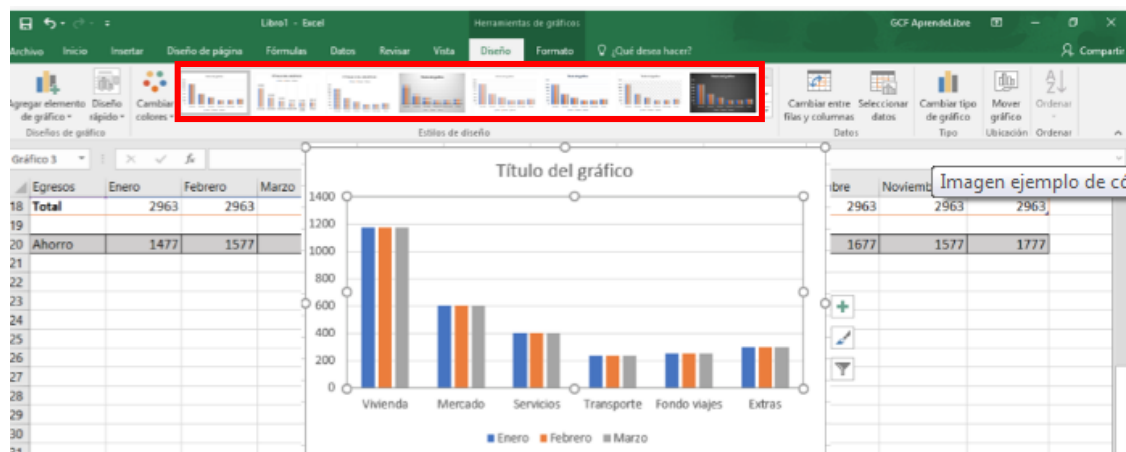 Libro1 - Excel Herramientas de gráficos GCF AprendeLibre
Archivo Inicio Insertar Diseño de página Fórmulas Datos Revisar Vista Diseño Formato ¿Qué desea hacer? Compartir
Agregar elemento de gráfico
Diseño rápido
Cambiar colores
Cambiar entre filas y columnas
Seleccionar datos
Cambiar tipo de gráfico
Mover gráfico
Ordenar
Diseños de gráfico Estilos de diseño Datos Tipo Ubicación Ordenar
Gráfico 3 fx
Título del gráfico
Imagen ejemplo de có
Egresos Enero Febrero Marzo bre Noviemb
18 Total 2963 2963 2963 2963 2963
19
20 Ahorro 1477 1577 1677 1577 1777
21
22
23
24
25
26
27
28
29
30
31
1400
1200
1000
800
600
400
200
0
Vivienda Mercado Servicios Transporte Fondo viajes Extras
Enero Febrero Marzo